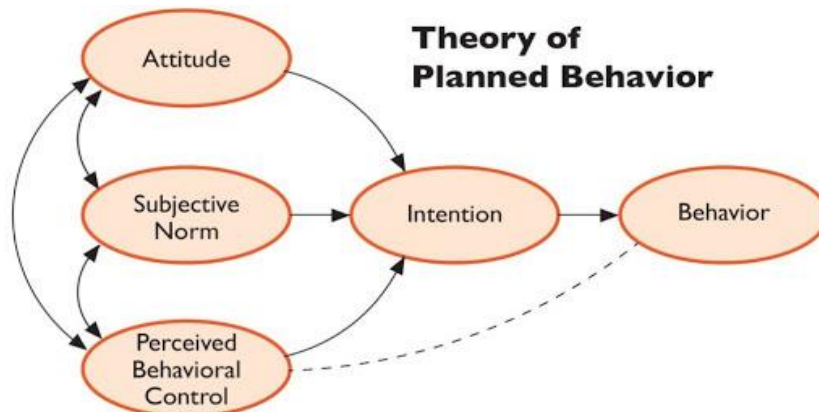 Theory of
Planned Behavior
Attitude
Subjective
Norm
Intention
Behavior
Perceived
Behavioral
Control